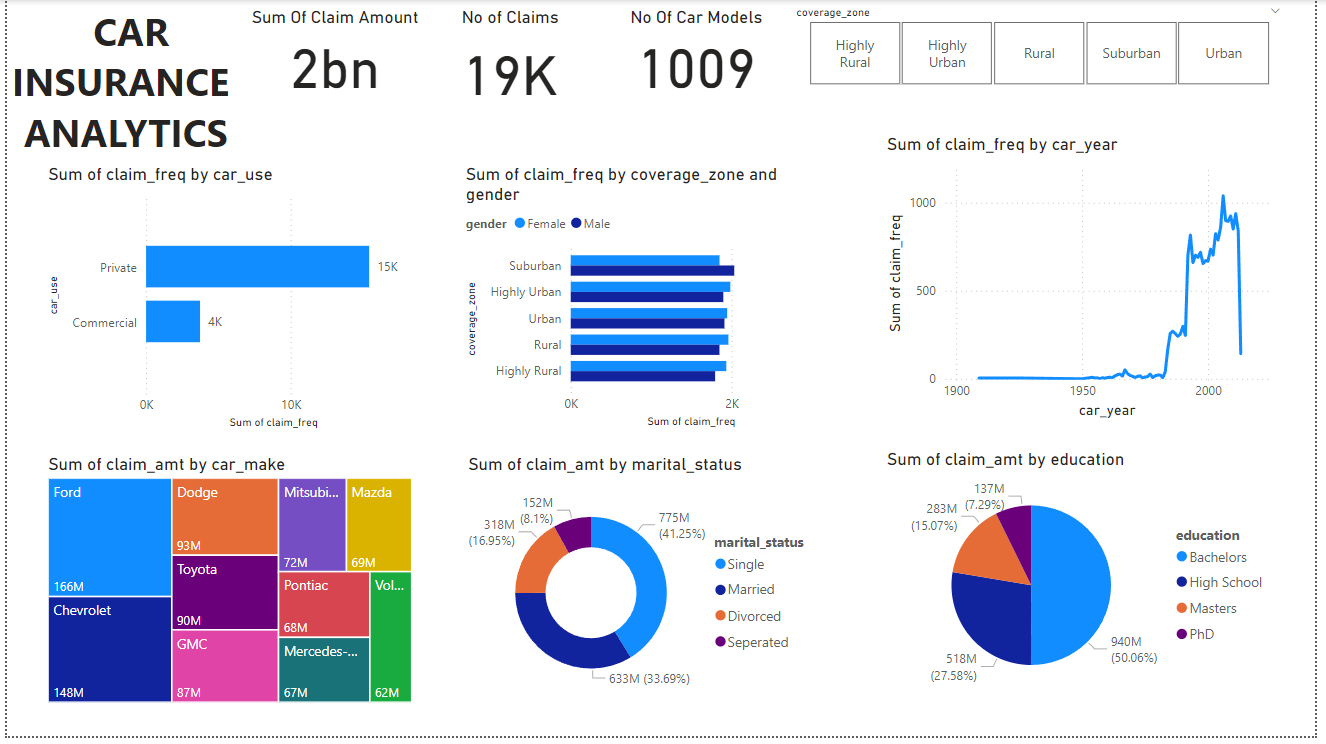 CAR
INSURANCE
ANALYTICS
Sum Of Claim Amount
2bn
No of Claims
19K
No Of Car Models
1009
coverage_zone
Highly
Rural
Highly
Urban
Rural
Suburban
Urban
Sum of claim_freq by car_use
car_use
Private
15K
Commercial
4K
0K
10K
Sum of claim_freq
Sum of claim_freq by coverage_zone and
gender
gender
Female
Male
coverage_zone
Suburban
Highly Urban
Urban
Rural
Highly Rural
0K
2K
Sum of claim_freq
Sum of claim_freq by car_year
Sum of claim_freq
1000
500
0
1900
1950
2000
car_year
Sum of claim_amt by car_make
Ford
166M
Chevrolet
148M
Dodge
93M
Toyota
90M
GMC
87M
Mitsubi...
72M
Mazda
69M
Pontiac
68M
Mercedes-...
67M
Vol...
62M
Sum of claim_amt by marital_status
152M
(8.1%)
318M
(16.95%)
775M
(41.25%)
633M (33.69%)
marital_status
Single
Married
Divorced
Seperated
Sum of claim_amt by education
137M
(7.29%)
283M
(15.07%)
518M
(27.58%)
940M
(50.06%)
education
Bachelors
High School
Masters
PhD